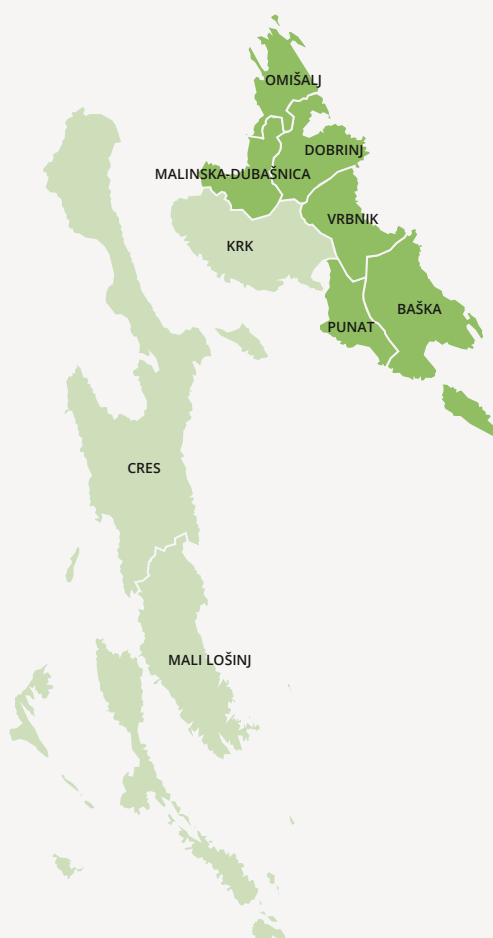 OMIŠALJ
DOBRINJ
MALINSKA-DUBAŠNICA
VRBNIK
KRK
BAŠKA
PUNAT
CRES
MALI LOŠINJ